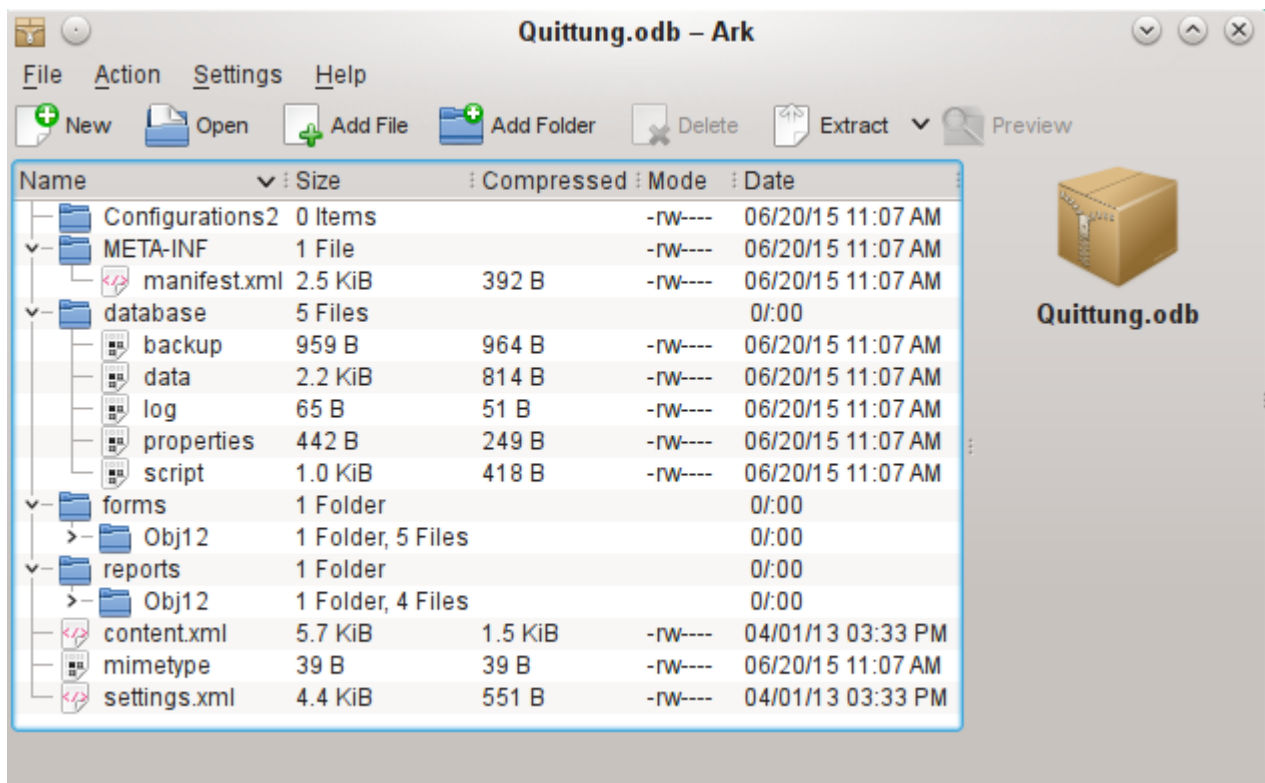 Quittung.odb – Ark
File Action Settings Help
New Open Add File Add Folder Delete Extract Preview
Name Size Compressed Mode Date
Configurations2 0 Items -rw---- 06/20/15 11:07 AM
META-INF 1 File -rw---- 06/20/15 11:07 AM
manifest.xml 2.5 KiB 392 B -rw---- 06/20/15 11:07 AM
database 5 Files 0/:00
backup 959 B 964 B -rw---- 06/20/15 11:07 AM
data 2.2 KiB 814 B -rw---- 06/20/15 11:07 AM
log 65 B 51 B -rw---- 06/20/15 11:07 AM
properties 442 B 249 B -rw---- 06/20/15 11:07 AM
script 1.0 KiB 418 B -rw---- 06/20/15 11:07 AM
forms 1 Folder 0/:00
Obj12 1 Folder, 5 Files 0/:00
reports 1 Folder 0/:00
Obj12 1 Folder, 4 Files 0/:00
content.xml 5.7 KiB 1.5 KiB -rw---- 04/01/13 03:33 PM
mimetype 39 B 39 B -rw---- 06/20/15 11:07 AM
settings.xml 4.4 KiB 551 B -rw---- 04/01/13 03:33 PM
Quittung.odb